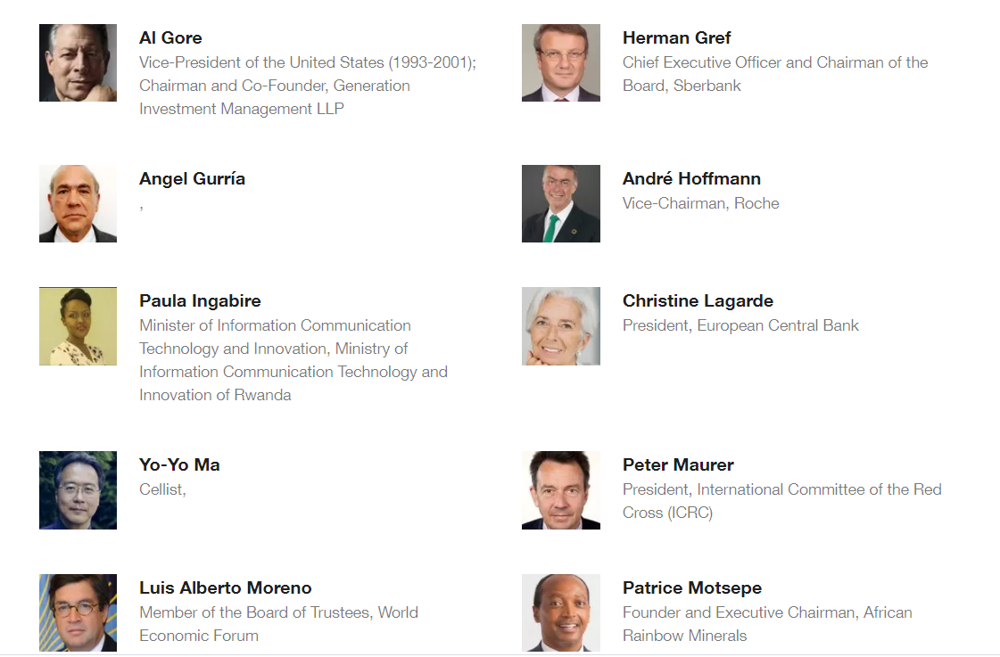 Al Gore
Vice-President of the United States (1993-2001);
Chairman and Co-Founder, Generation
Investment Management LLP
Herman Gref
Chief Executive Officer and Chairman of the
Board, Sberbank
Angel Gurría
,
André Hoffmann
Vice-Chairman, Roche
Paula Ingabire
Minister of Information Communication
Technology and Innovation, Ministry of
Information Communication Technology and
Innovation of Rwanda
Christine Lagarde
President, European Central Bank
Yo-Yo Ma
Cellist,
Peter Maurer
President, International Committee of the Red
Cross (ICRC)
Luis Alberto Moreno
Member of the Board of Trustees, World
Economic Forum
Patrice Motsepe
Founder and Executive Chairman, African
Rainbow Minerals